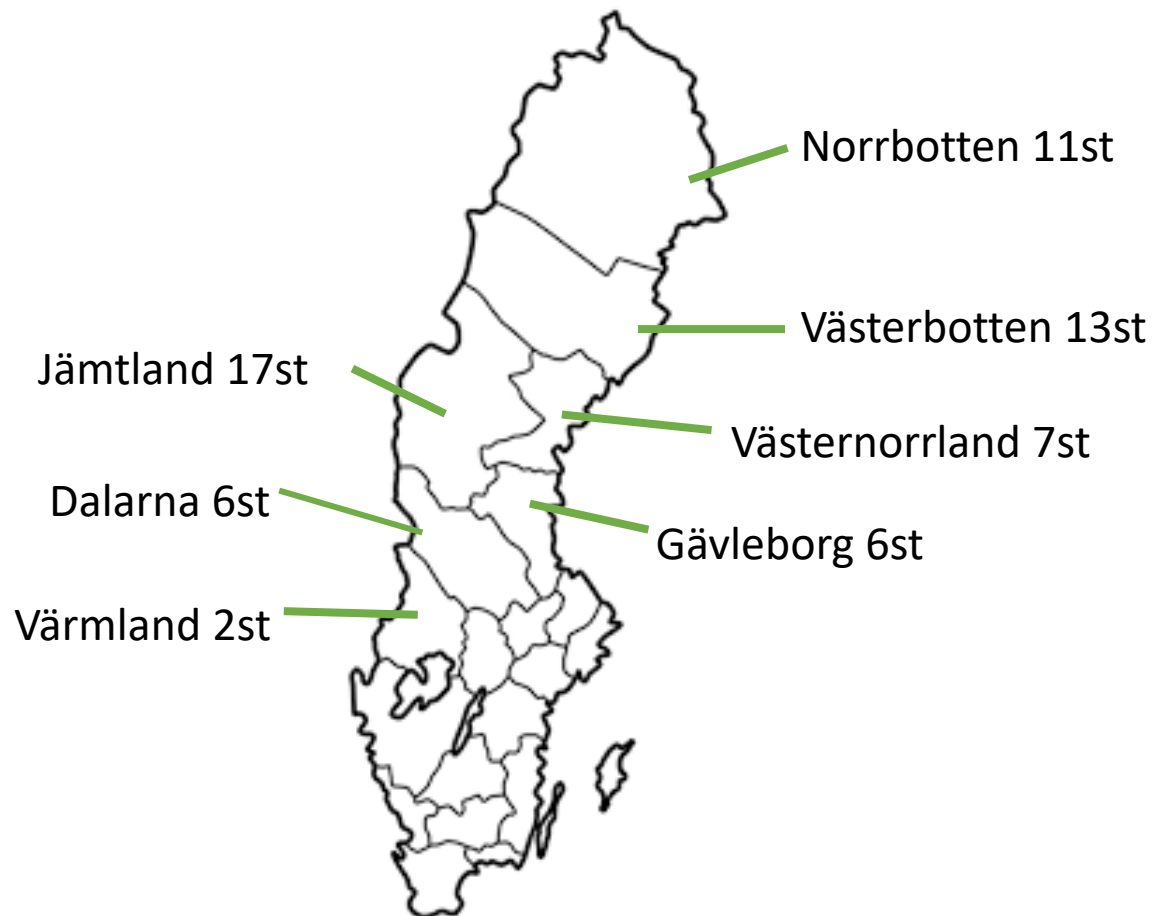 Norrbotten 11st
Västerbotten 13st
Jämtland 17st
Västernorrland 7st
Dalarna 6st
Gävleborg 6st
Värmland 2st